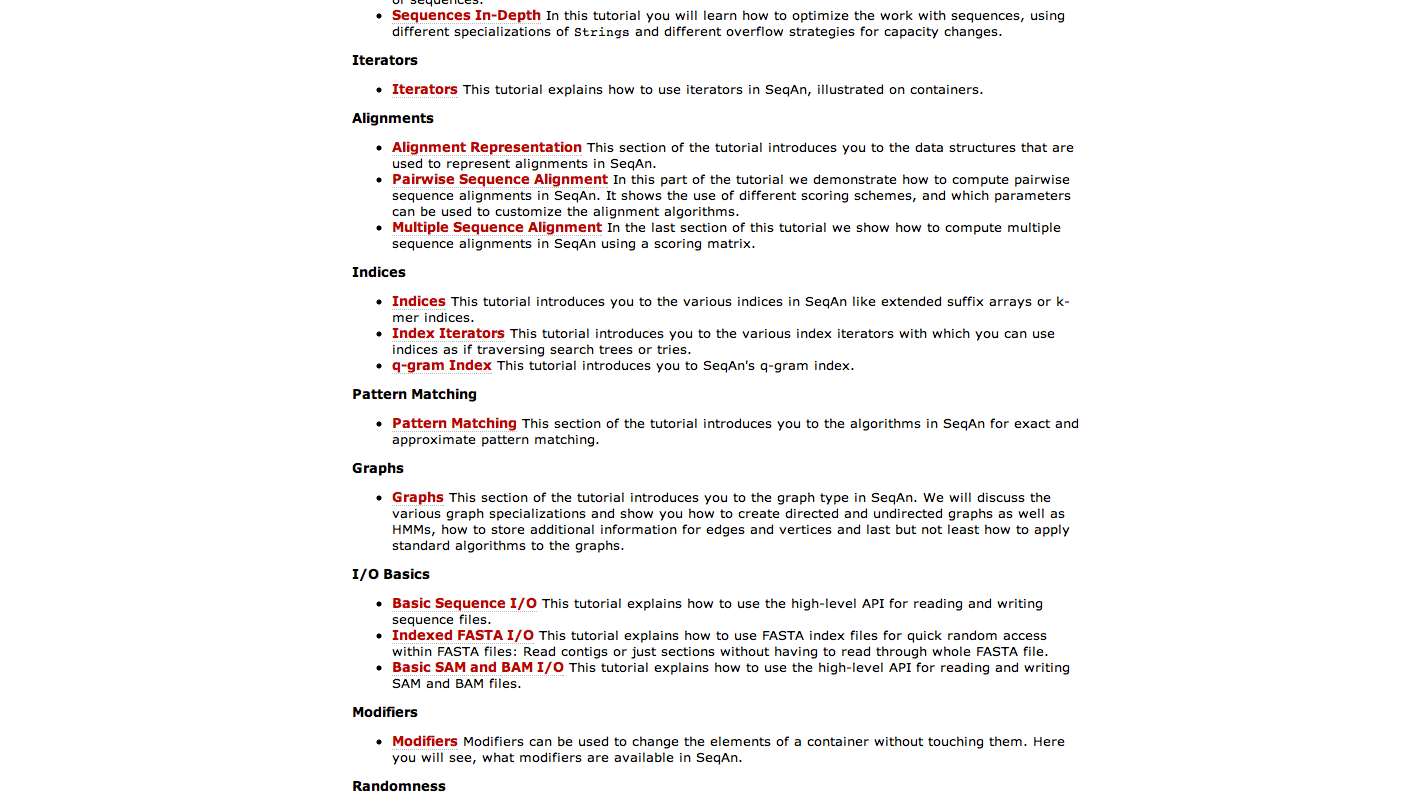 of sequences.
Sequences In-Depth In this tutorial you will learn how to optimize the work with sequences, using
different specializations of Strings and different overflow strategies for capacity changes.
Iterators
Iterators This tutorial explains how to use iterators in SeqAn, illustrated on containers.
Alignments
Alignment Representation This section of the tutorial introduces you to the data structures that are
used to represent alignments in SeqAn.
Pairwise Sequence Alignment In this part of the tutorial we demonstrate how to compute pairwise
sequence alignments in SeqAn. It shows the use of different scoring schemes, and which parameters
can be used to customize the alignment algorithms.
Multiple Sequence Alignment In the last section of this tutorial we show how to compute multiple
sequence alignments in SeqAn using a scoring matrix.
Indices
Indices This tutorial introduces you to the various indices in SeqAn like extended suffix arrays or k-
mer indices.
Index Iterators This tutorial introduces you to the various index iterators with which you can use
indices as if traversing search trees or tries.
q-gram Index This tutorial introduces you to SeqAn's q-gram index.
Pattern Matching
Pattern Matching This section of the tutorial introduces you to the algorithms in SeqAn for exact and
approximate pattern matching.
Graphs
Graphs This section of the tutorial introduces you to the graph type in SeqAn. We will discuss the
various graph specializations and show you how to create directed and undirected graphs as well as
HMMs, how to store additional information for edges and vertices and last but not least how to apply
standard algorithms to the graphs.
I/O Basics
Basic Sequence I/O This tutorial explains how to use the high-level API for reading and writing
sequence files.
Indexed FASTA I/O This tutorial explains how to use FASTA index files for quick random access
within FASTA files: Read contigs or just sections without having to read through whole FASTA file.
Basic SAM and BAM I/O This tutorial explains how to use the high-level API for reading and writing
SAM and BAM files.
Modifiers
Modifiers Modifiers can be used to change the elements of a container without touching them. Here
you will see, what modifiers are available in SeqAn.
Randomness